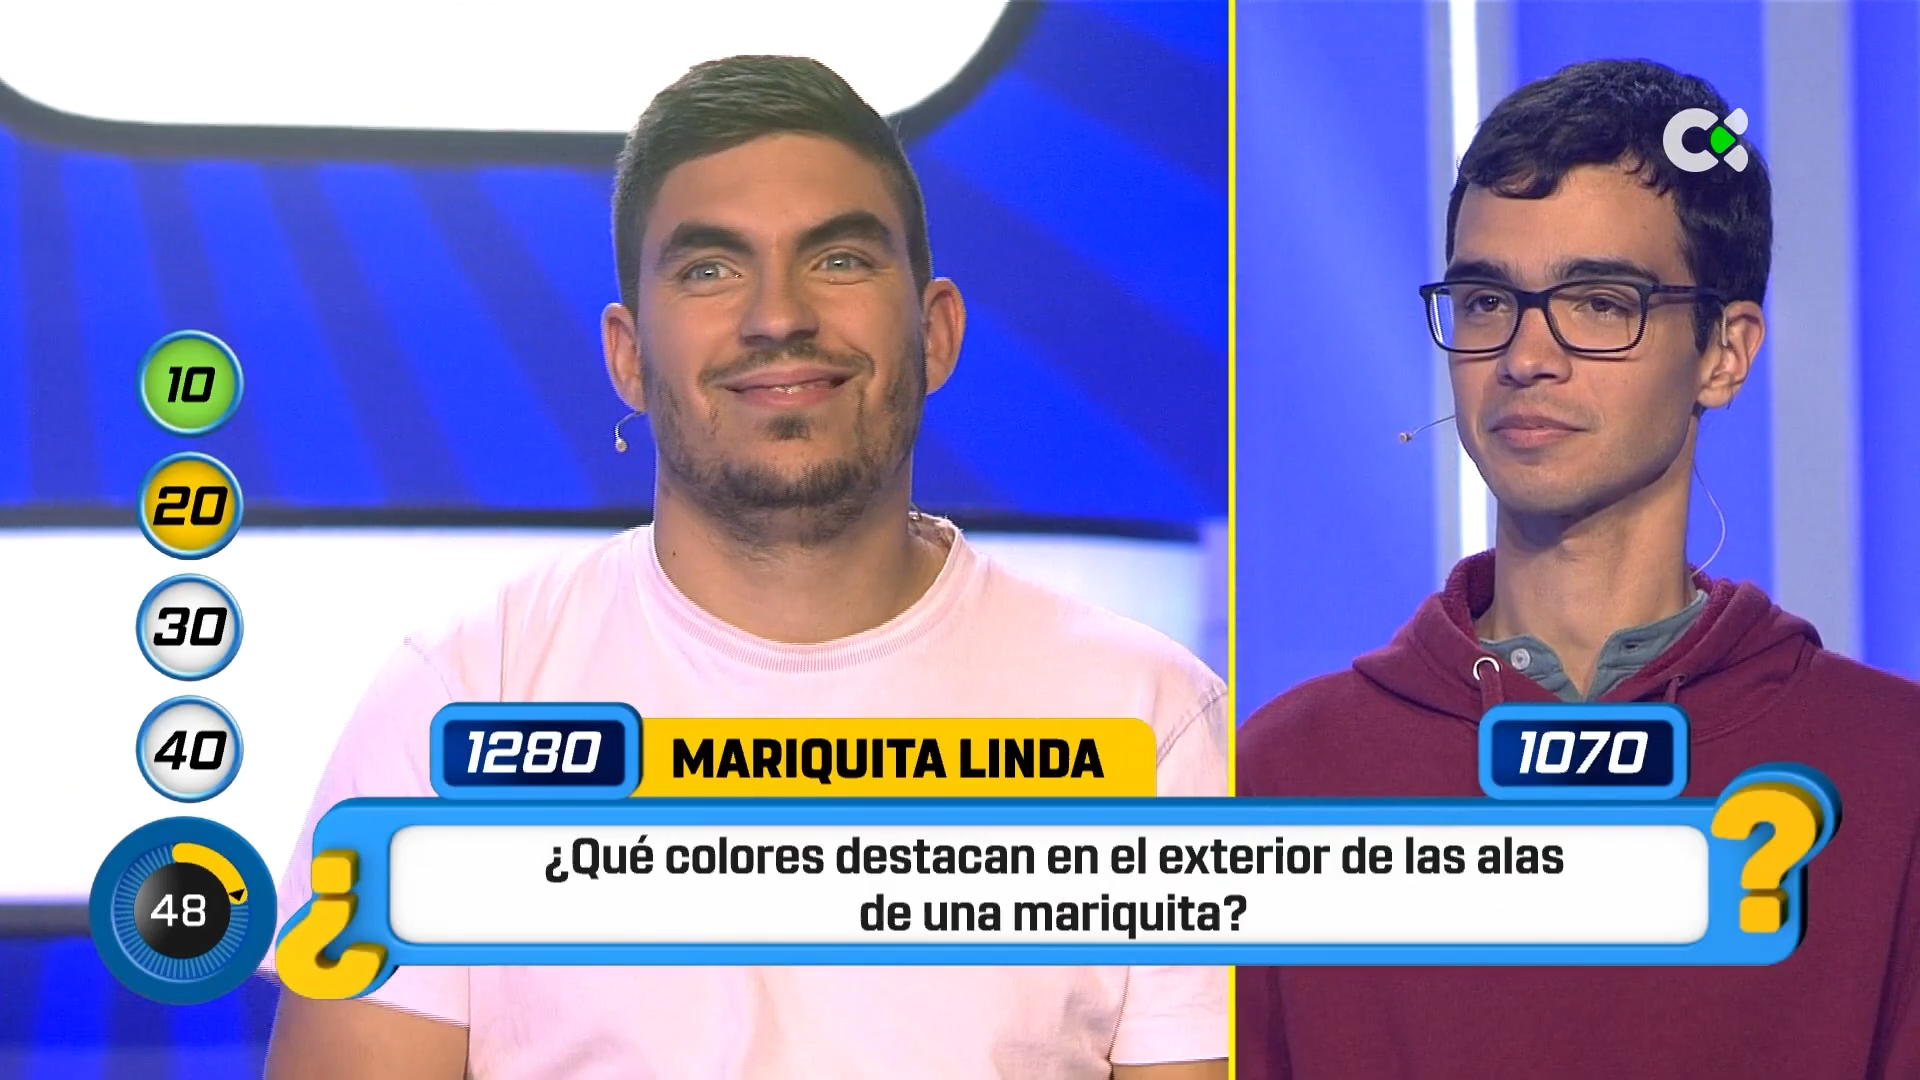 10
20
30
40
48
1280
MARIQUITA LINDA
1070
¿Qué colores destacan en el exterior de las alas
de una mariquita?